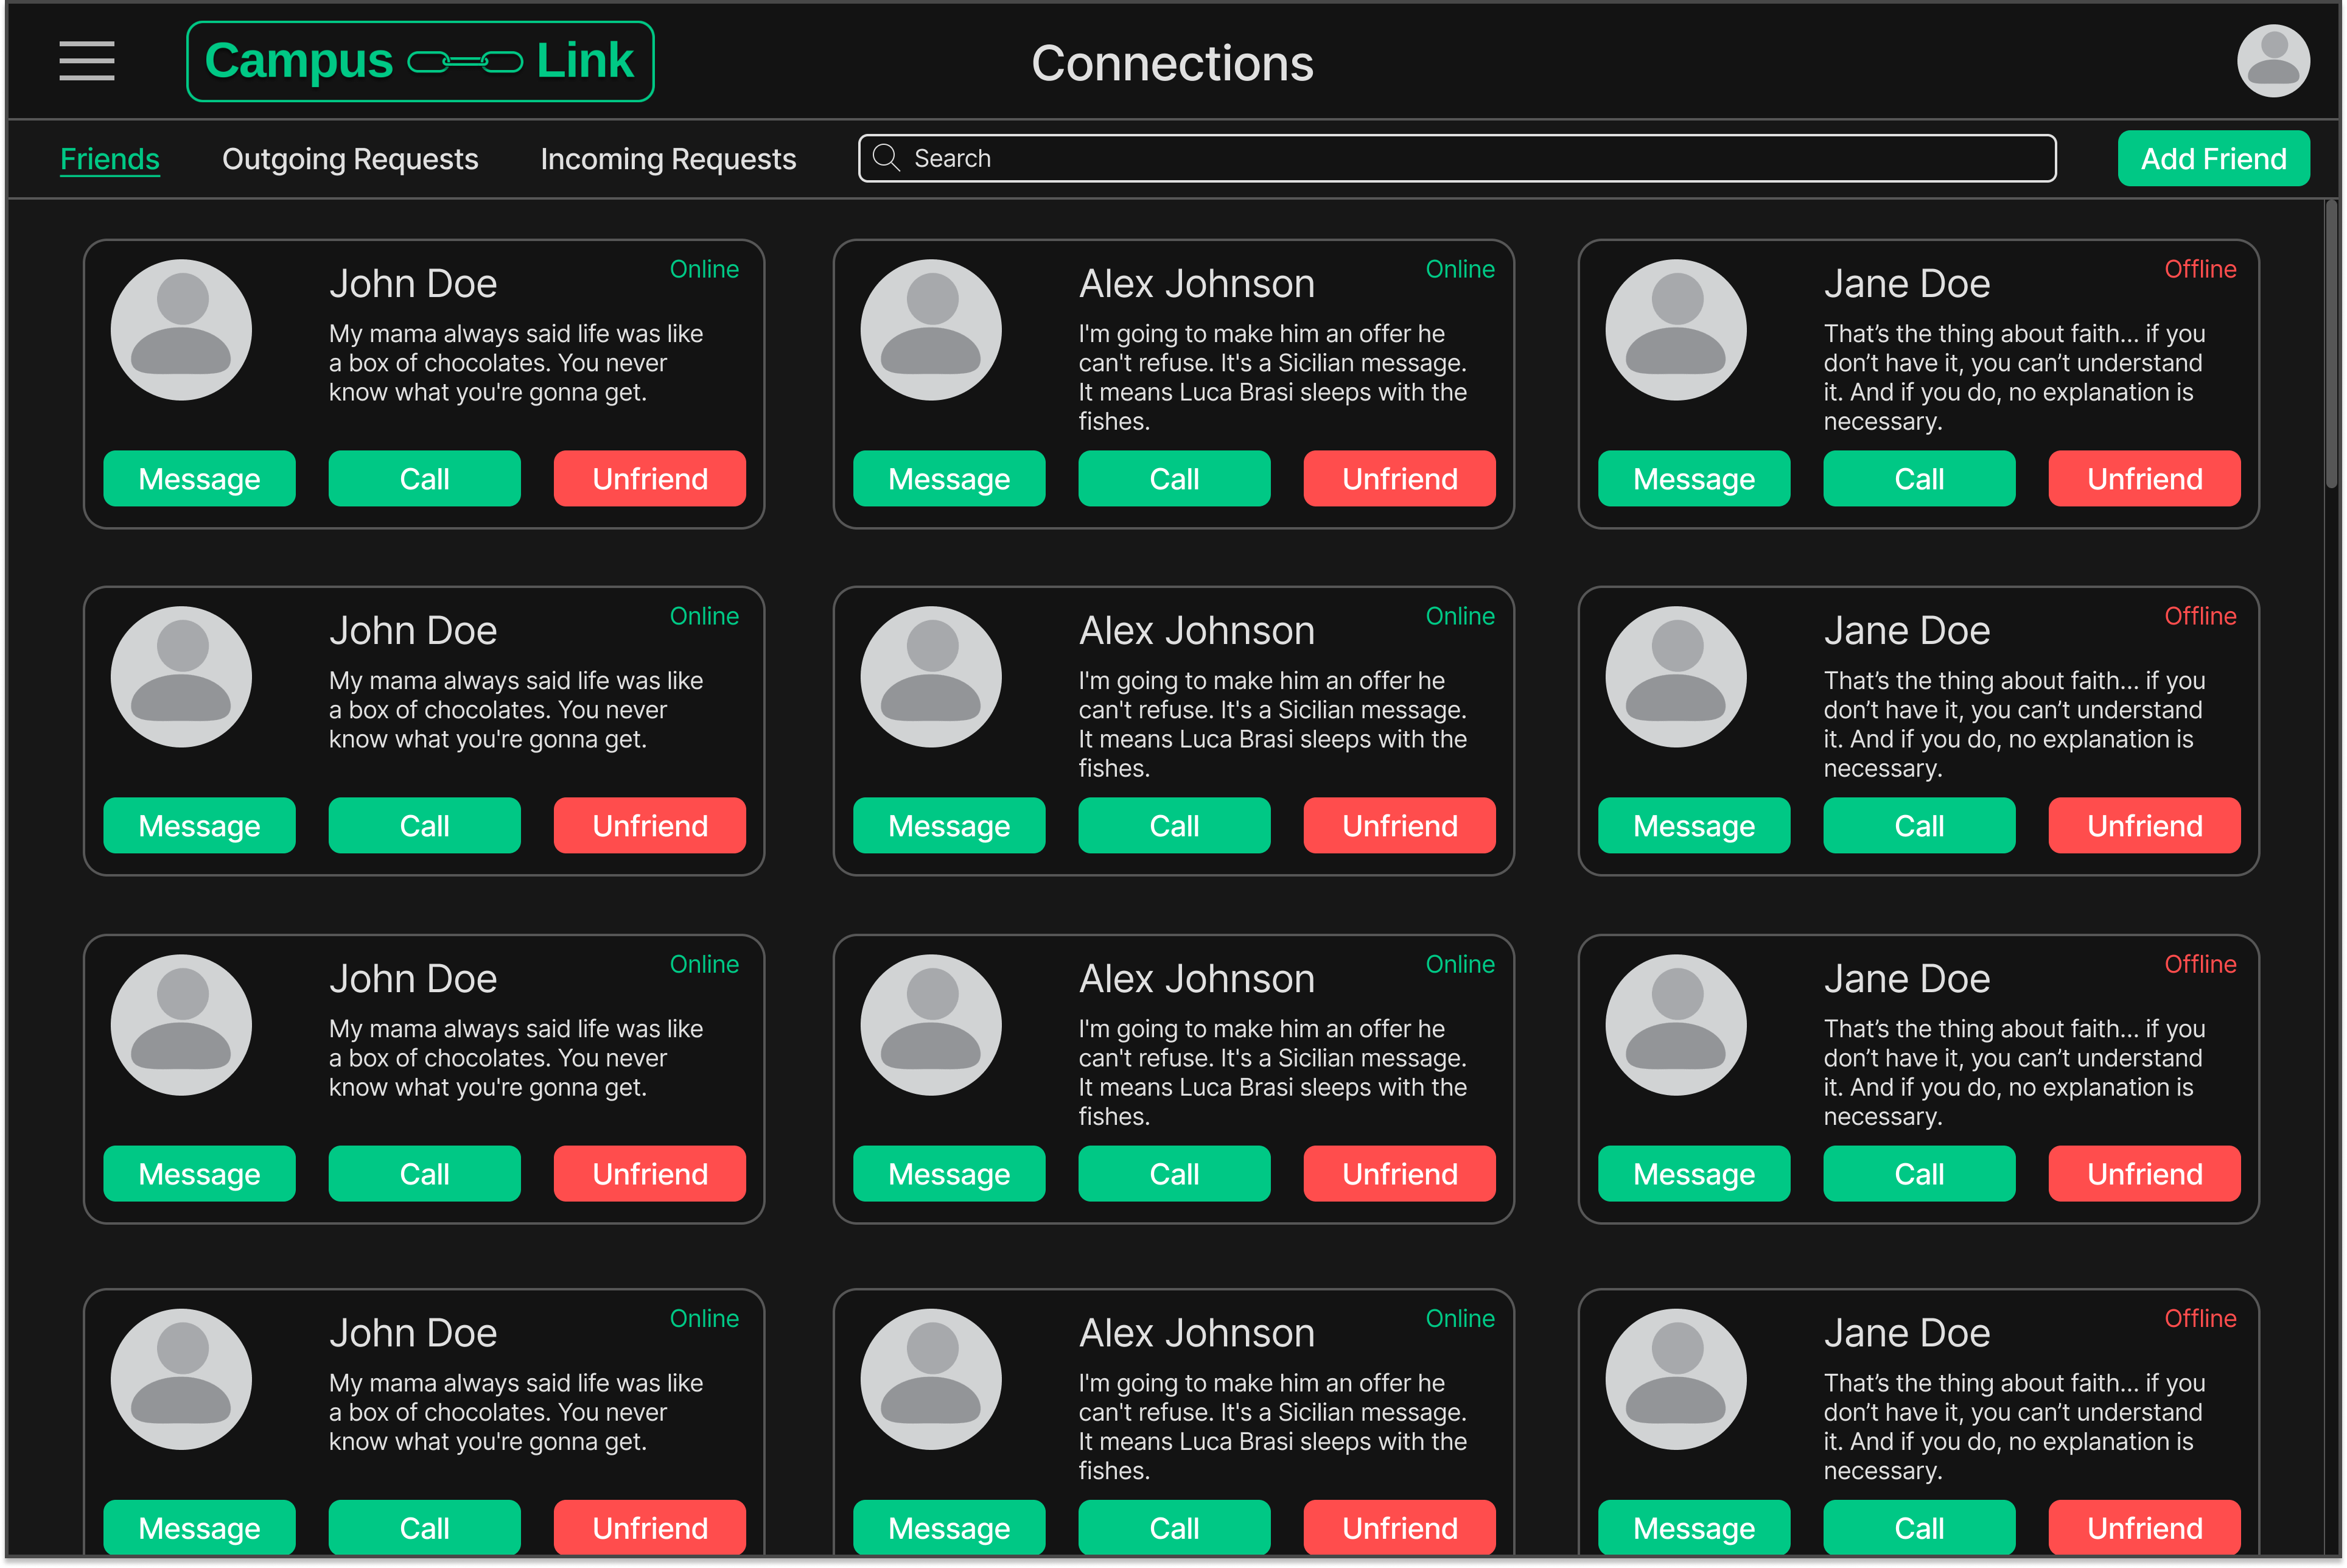 Campus Link
Connections
Friends
Outgoing Requests
Incoming Requests
Search
Add Friend
John Doe
Online
My mama always said life was like
a box of chocolates. You never
know what you're gonna get.
Message
Call
Unfriend
Alex Johnson
Online
I'm going to make him an offer he
can't refuse. It's a Sicilian message.
It means Luca Brasi sleeps with the
fishes.
Message
Call
Unfriend
Jane Doe
Offline
That’s the thing about faith... if you
don’t have it, you can’t understand
it. And if you do, no explanation is
necessary.
Message
Call
Unfriend
John Doe
Online
My mama always said life was like
a box of chocolates. You never
know what you're gonna get.
Message
Call
Unfriend
Alex Johnson
Online
I'm going to make him an offer he
can't refuse. It's a Sicilian message.
It means Luca Brasi sleeps with the
fishes.
Message
Call
Unfriend
Jane Doe
Offline
That’s the thing about faith... if you
don’t have it, you can’t understand
it. And if you do, no explanation is
necessary.
Message
Call
Unfriend
John Doe
Online
My mama always said life was like
a box of chocolates. You never
know what you're gonna get.
Message
Call
Unfriend
Alex Johnson
Online
I'm going to make him an offer he
can't refuse. It's a Sicilian message.
It means Luca Brasi sleeps with the
fishes.
Message
Call
Unfriend
Jane Doe
Offline
That’s the thing about faith... if you
don’t have it, you can’t understand
it. And if you do, no explanation is
necessary.
Message
Call
Unfriend
John Doe
Online
My mama always said life was like
a box of chocolates. You never
know what you're gonna get.
Message
Call
Unfriend
Alex Johnson
Online
I'm going to make him an offer he
can't refuse. It's a Sicilian message.
It means Luca Brasi sleeps with the
fishes.
Message
Call
Unfriend
Jane Doe
Offline
That’s the thing about faith... if you
don’t have it, you can’t understand
it. And if you do, no explanation is
necessary.
Message
Call
Unfriend